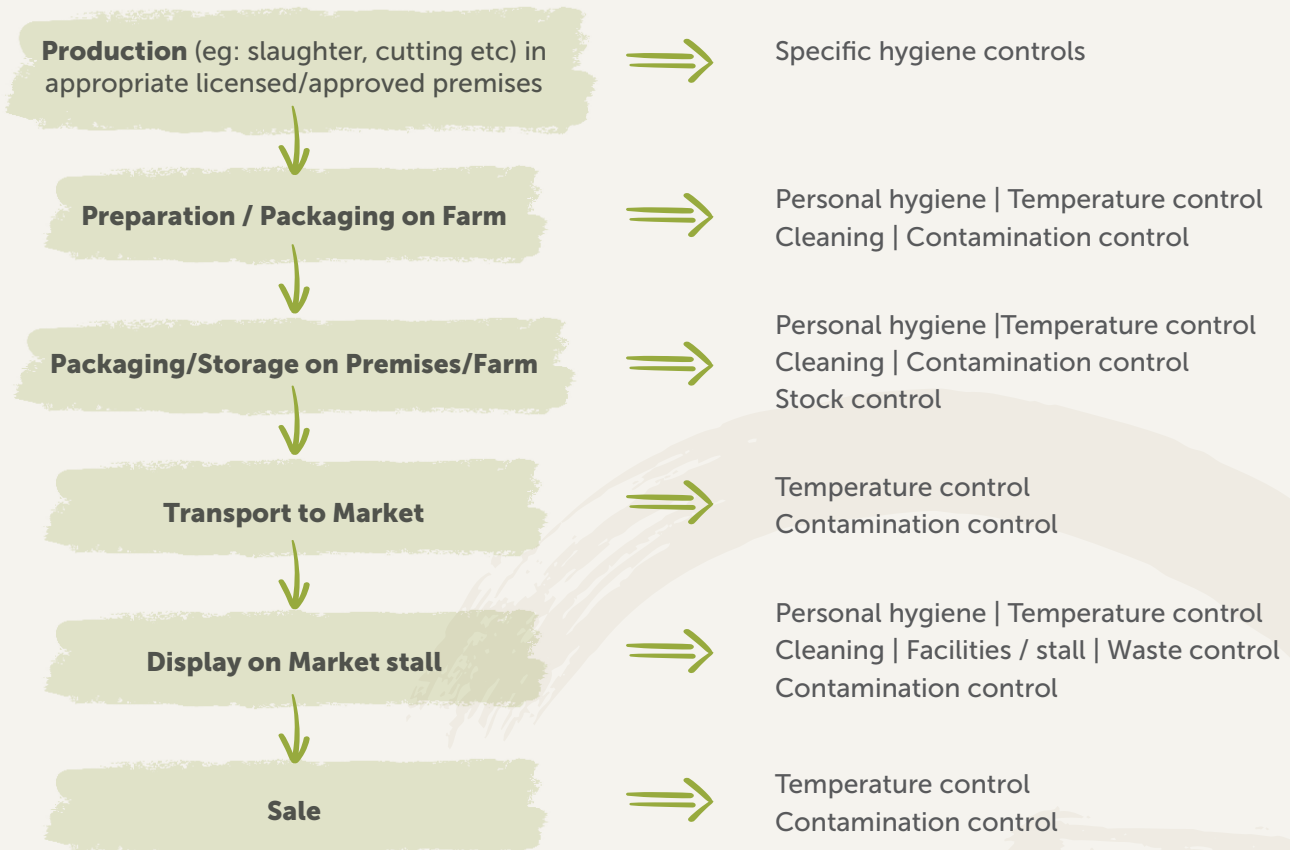 Production (eg: slaughter, cutting etc) in
appropriate licensed/approved premises
Specific hygiene controls
Preparation / Packaging on Farm
Personal hygiene | Temperature control
Cleaning | Contamination control
Packaging/Storage on Premises/Farm
Personal hygiene |Temperature control
Cleaning | Contamination control
Stock control
Transport to Market
Temperature control
Contamination control
Display on Market stall
Personal hygiene | Temperature control
Cleaning | Facilities / stall | Waste control
Contamination control
Sale
Temperature control
Contamination control